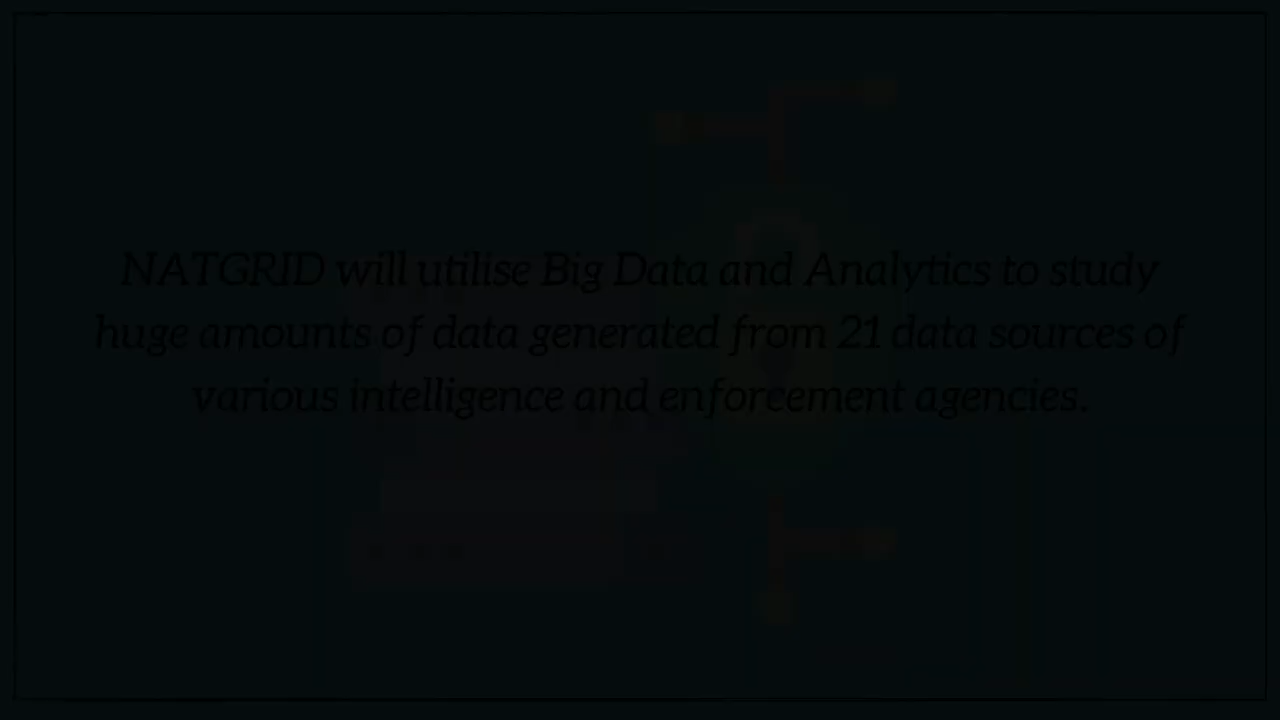 NATGRID will utilise Big Data and Analytics to study
huge amounts of data generated from 21 data sources of
various intelligence and enforcement agencies.